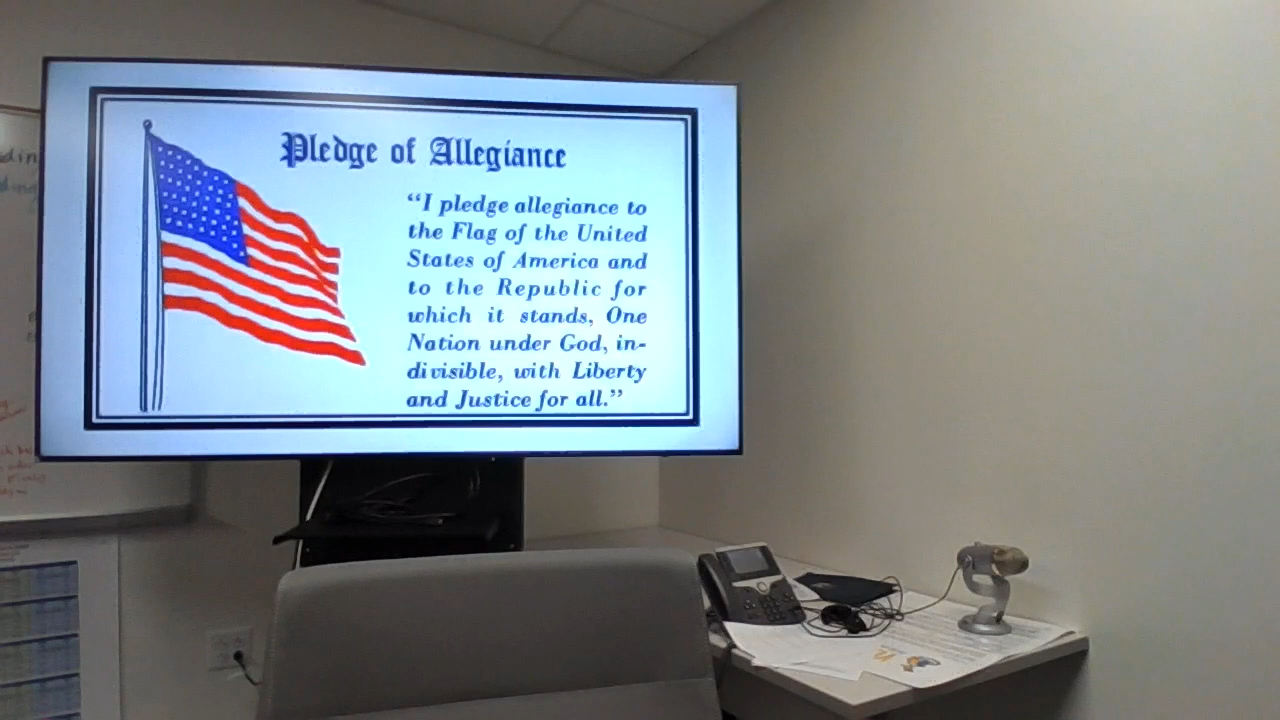 Pledge of Allegiance
“I pledge allegiance to
the Flag of the United
States of America and
to the Republic for
which it stands, One
Nation under God, in-
divisible, with Liberty
and Justice for all.”